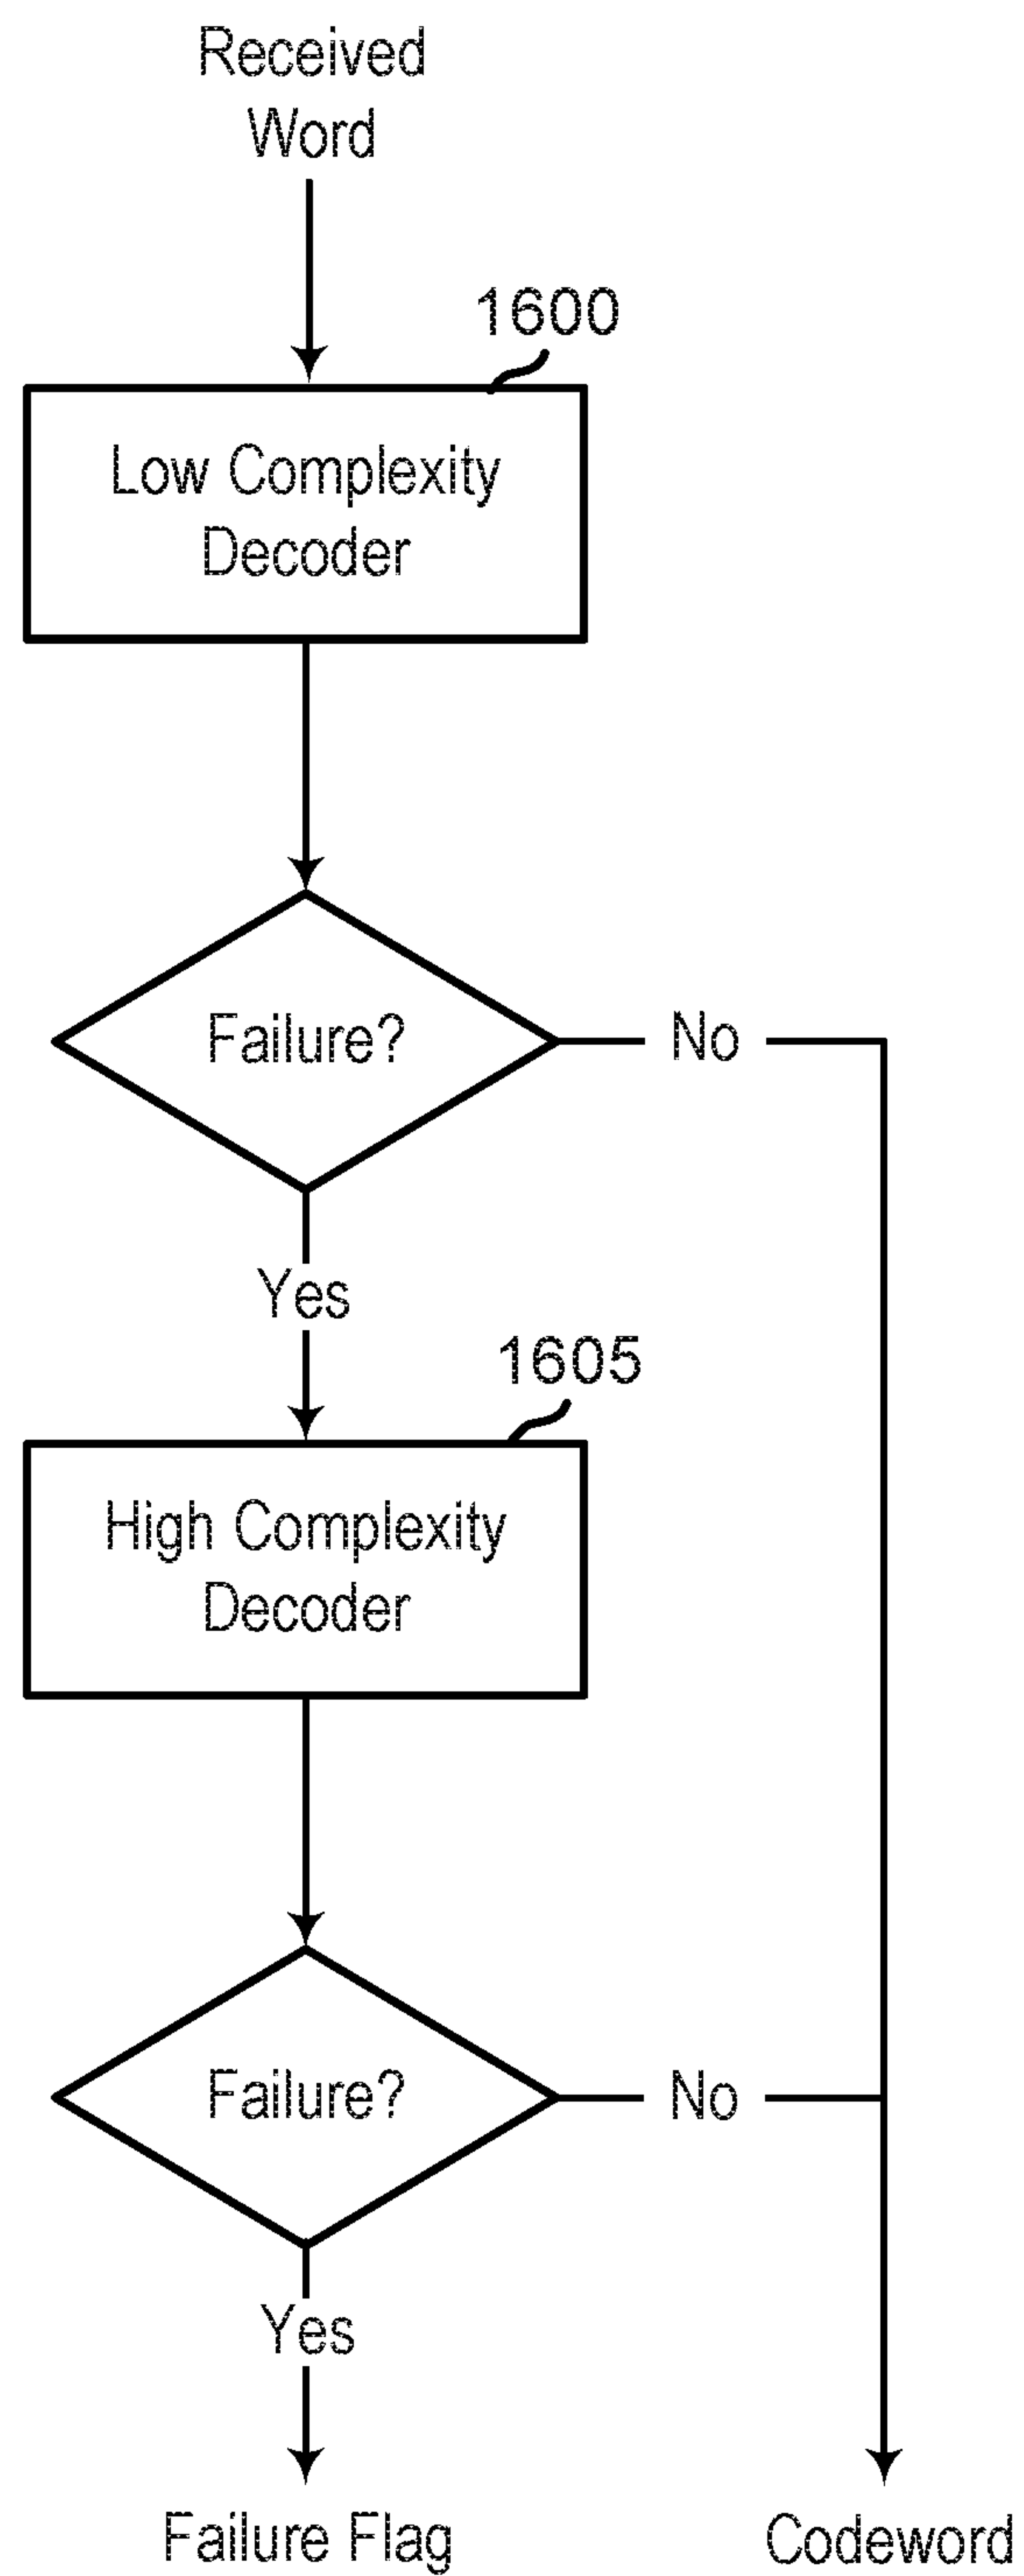 Received
Word
1600
Low Complexity
Decoder
Failure?
No
Yes
1605
High Complexity
Decoder
Failure?
No
Yes
Failure Flag
Codeword